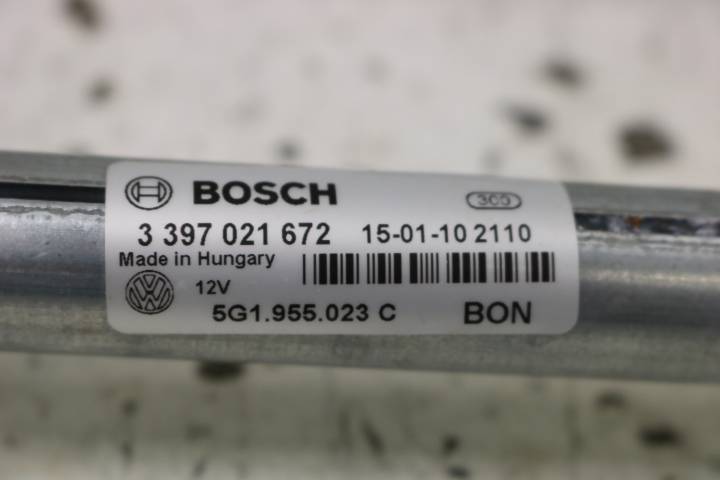 BOSCH 300
3 397 021 672 15-01-10 2110
Made in Hungary
12V
5G1.955.023 C BON